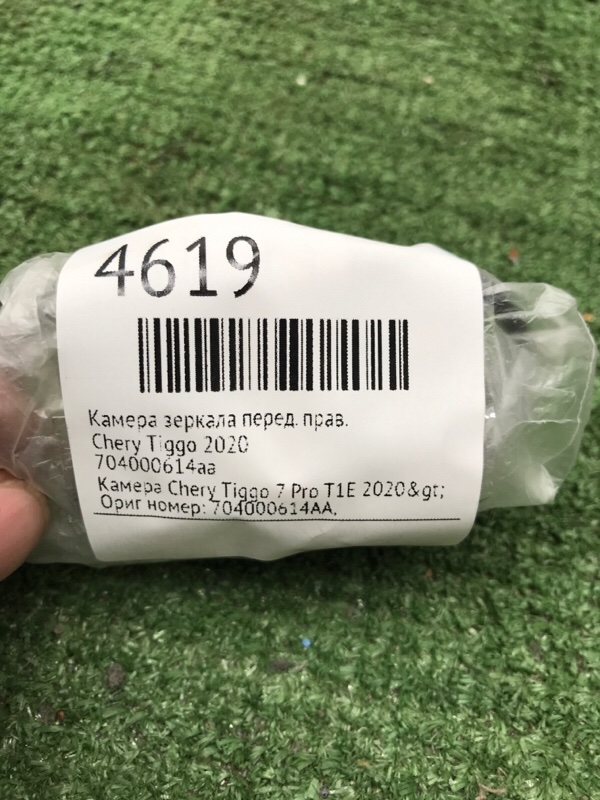 4619
Камера зеркала перед. прав.
Chery Tiggo 2020
704000614aa
Камера Chery Tiggo 7 Pro T1E 2020&gt;
Ориг номер: 704000614AA,